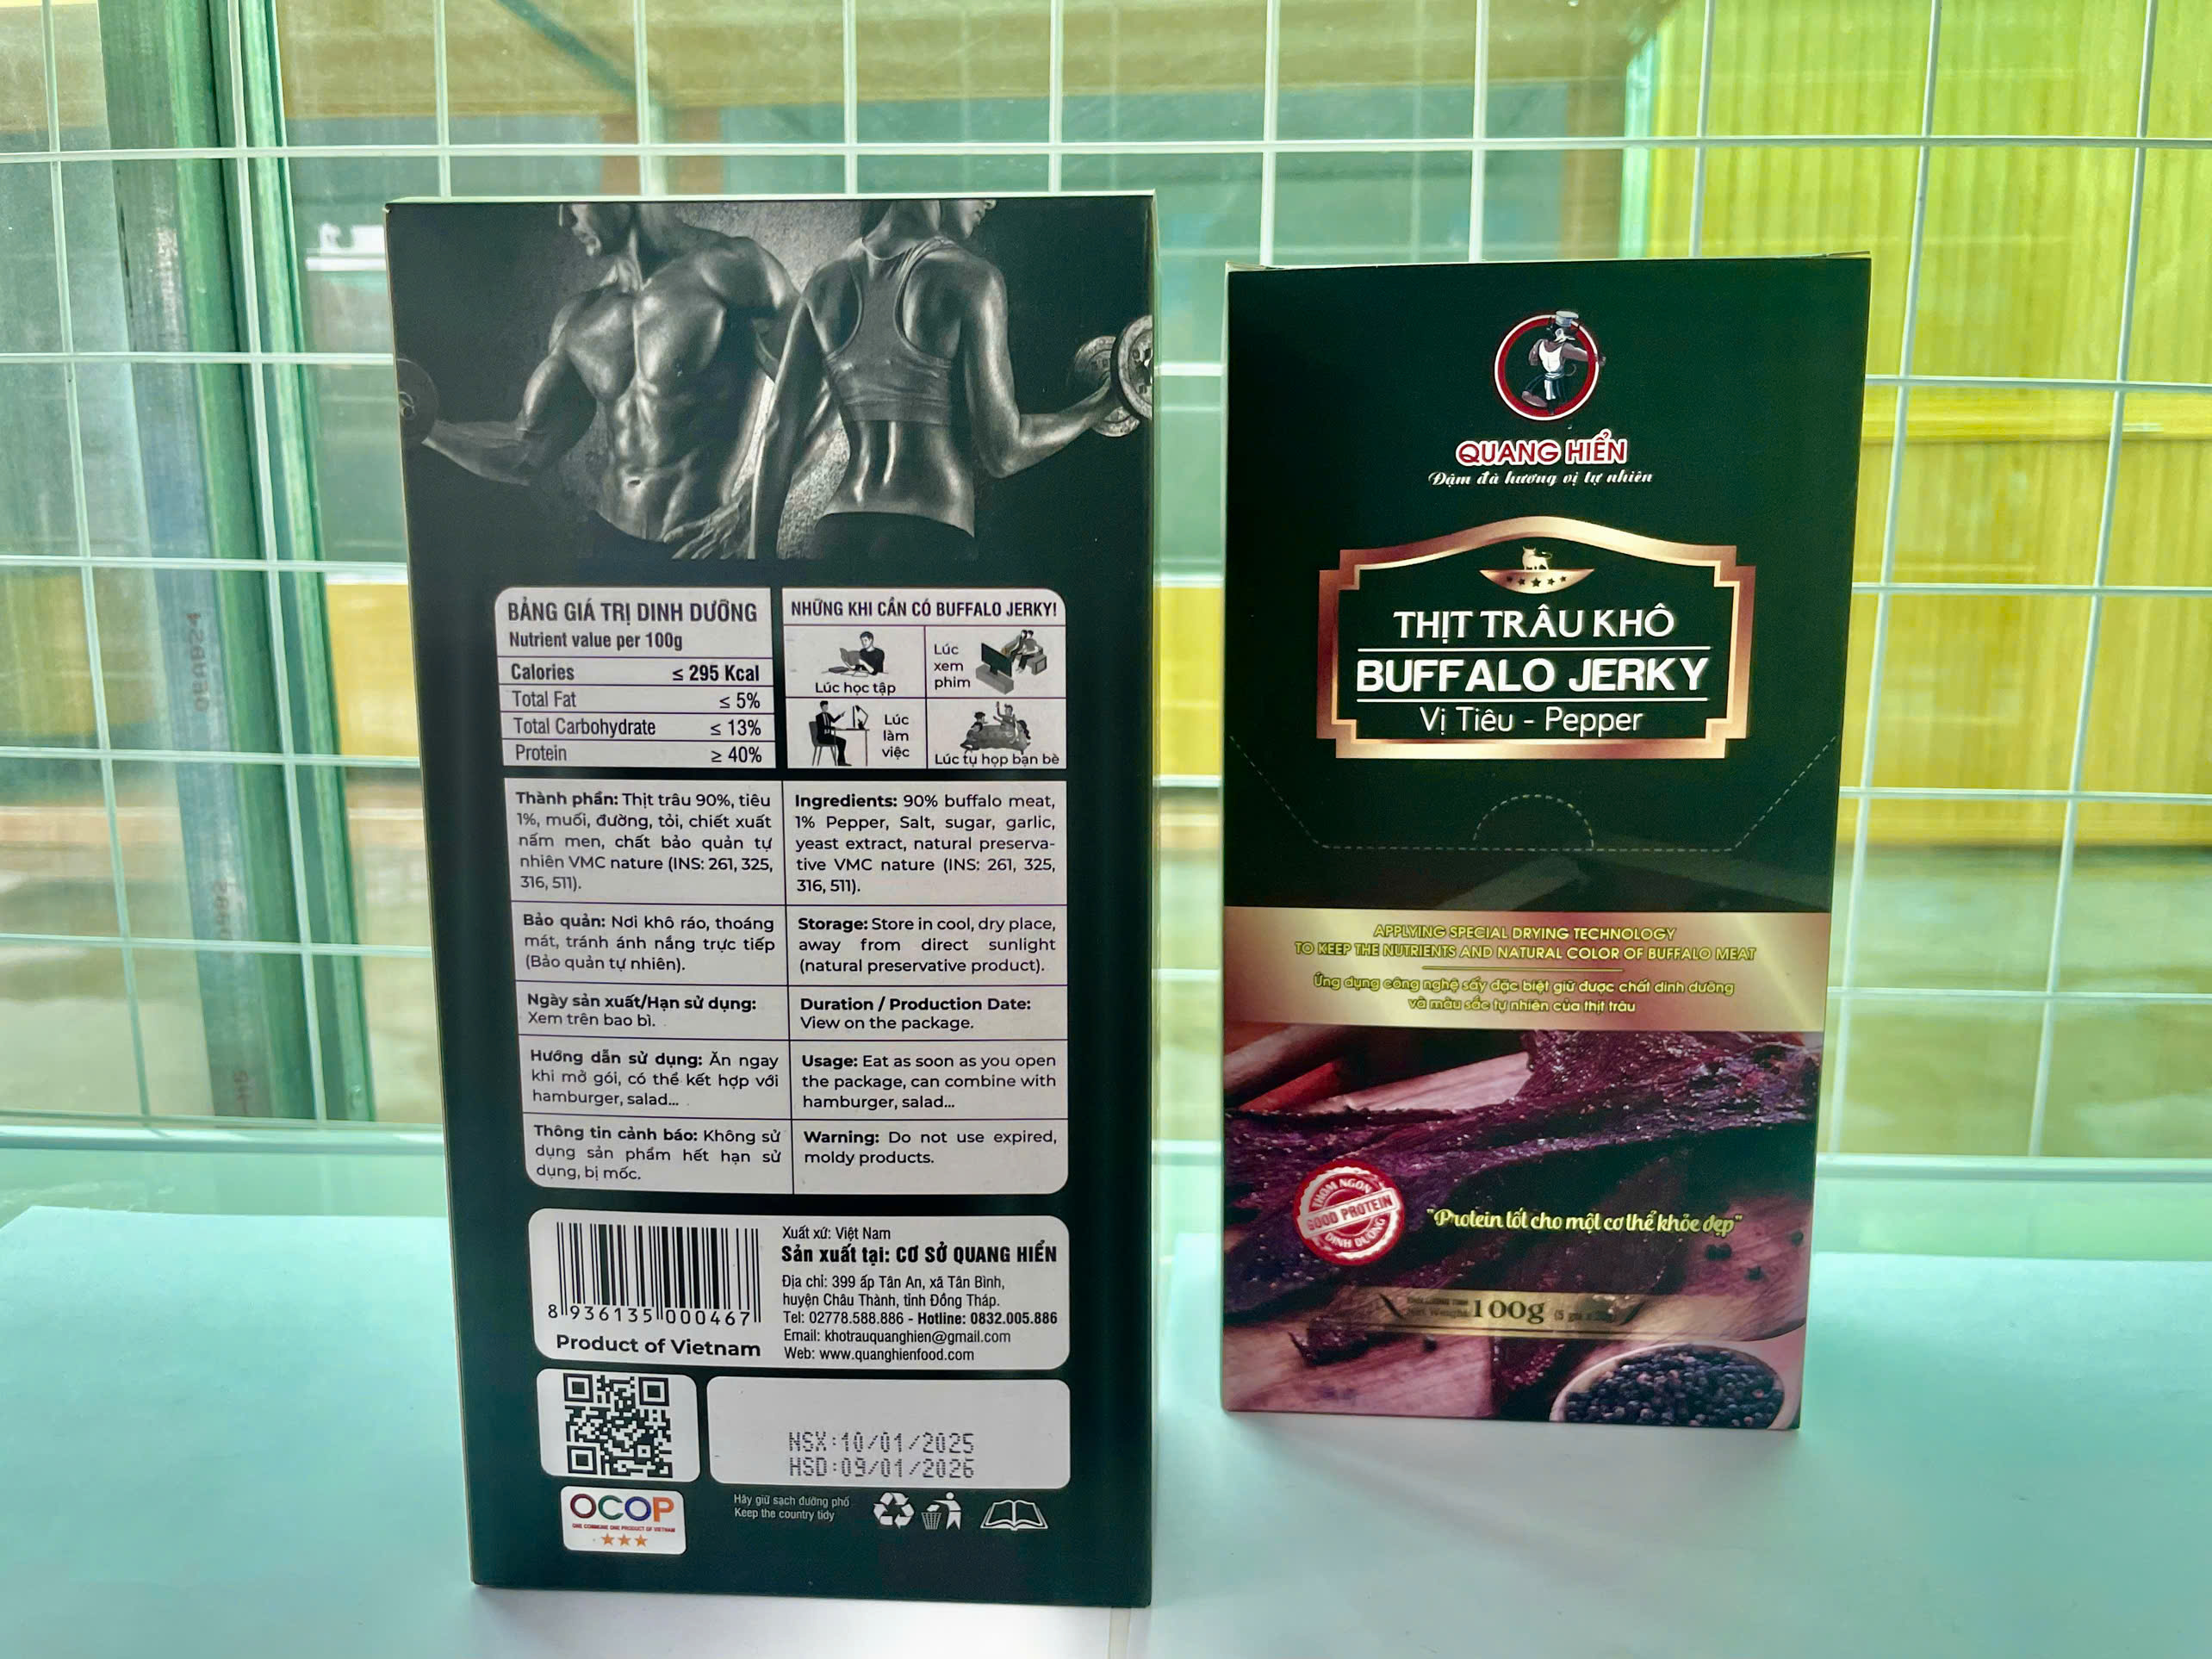 BẢNG GIÁ TRỊ DINH DƯỠNG
Nutrient value per 100g
Calories ≤ 295 Kcal
Total Fat ≤ 5%
Total Carbohydrate ≤ 13%
Protein ≥ 40%
NHỮNG KHI CẦN CÓ BUFFALO JERKY!
Lúc học tập
Lúc
xem
phim
Lúc
làm
việc
Lúc tụ họp bạn bè
Thành phần: Thịt trâu 90%, tiêu
1%, muối, đường, tỏi, chiết xuất
nấm men, chất bảo quản tự
nhiên VMC nature (INS: 261, 325,
316, 511).
Ingredients: 90% buffalo meat,
1% Pepper, Salt, sugar, garlic,
yeast extract, natural preserva-
tive VMC nature (INS: 261, 325,
316, 511).
Bảo quản: Nơi khô ráo, thoáng
mát, tránh ánh nắng trực tiếp
(Bảo quản tự nhiên).
Storage: Store in cool, dry place,
away from direct sunlight
(natural preservative product).
Ngày sản xuất/Hạn sử dụng:
Xem trên bao bì.
Duration / Production Date:
View on the package.
Hướng dẫn sử dụng: Ăn ngay
khi mở gói, có thể kết hợp với
hamburger, salad...
Usage: Eat as soon as you open
the package, can combine with
hamburger, salad...
Thông tin cảnh báo: Không sử
dụng sản phẩm hết hạn sử
dụng, bị mốc.
Warning: Do not use expired,
moldy products.
8 936135 000467
Product of Vietnam
Xuất xứ: Việt Nam
Sản xuất tại: CƠ SỞ QUANG HIỂN
Địa chỉ: 399 ấp Tân An, xã Tân Bình,
huyện Châu Thành, tỉnh Đồng Tháp.
Tel: 02778.588.886 - Hotline: 0832.005.886
Email: khotrauquanghien@gmail.com
Web: www.quanghienfood.com
NSX:10/01/2025
HSD:09/01/2026
OCOP
ONE COMMUNE ONE PRODUCT OF VIETNAM
Hãy giữ sạch đường phố
Keep the country tidy
QUANG HIỂN
Đậm đà hương vị tự nhiên
THỊT TRÂU KHÔ
BUFFALO JERKY
Vị Tiêu - Pepper
APPLYING SPECIAL DRYING TECHNOLOGY
TO KEEP THE NUTRIENTS AND NATURAL COLOR OF BUFFALO MEAT
Ứng dụng công nghệ sấy đặc biệt giữ được chất dinh dưỡng
và màu sắc tự nhiên của thịt trâu
THƠM NGON
GOOD PROTEIN
DINH DƯỠNG
"Protein tốt cho một cơ thể khỏe đẹp"
Net Weight: 100g